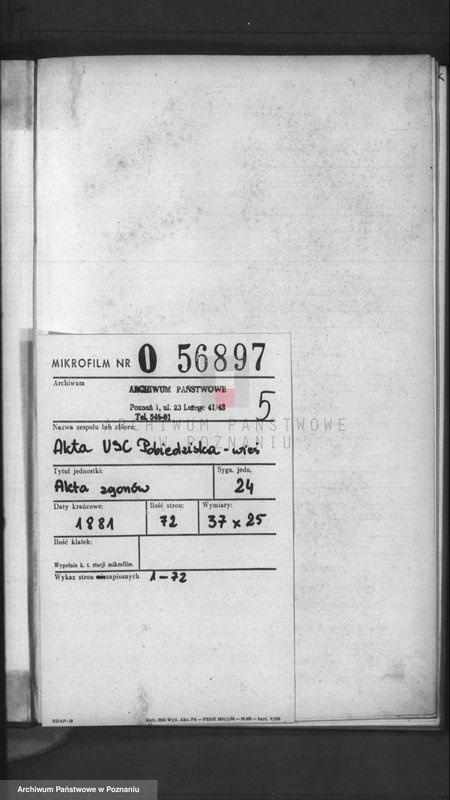 MIKROFILM NR O 56897
Archiwum
ARCHIWUM PAŃSTWOWE
Poznań 1, ul. 23 Lutego 41/43
Tel. 546-01
5
ARCHIWUM PAŃSTWOWE
W POZNANIU
Nazwa zespołu lub zbioru:
Akta USC Pobiedziska - wieś
Tytuł jednostki:
Akta zgonów
Sygn. jedn.
24
Daty krańcowe:
1881
Ilość stron:
72
Wymiary:
37 x 25
Ilość klatek:
Wypełnia k. t. stacji mikrofilm.
Wykaz stron niezapisanych 1-72
NDAP-38
Archiwum Państwowe w Poznaniu